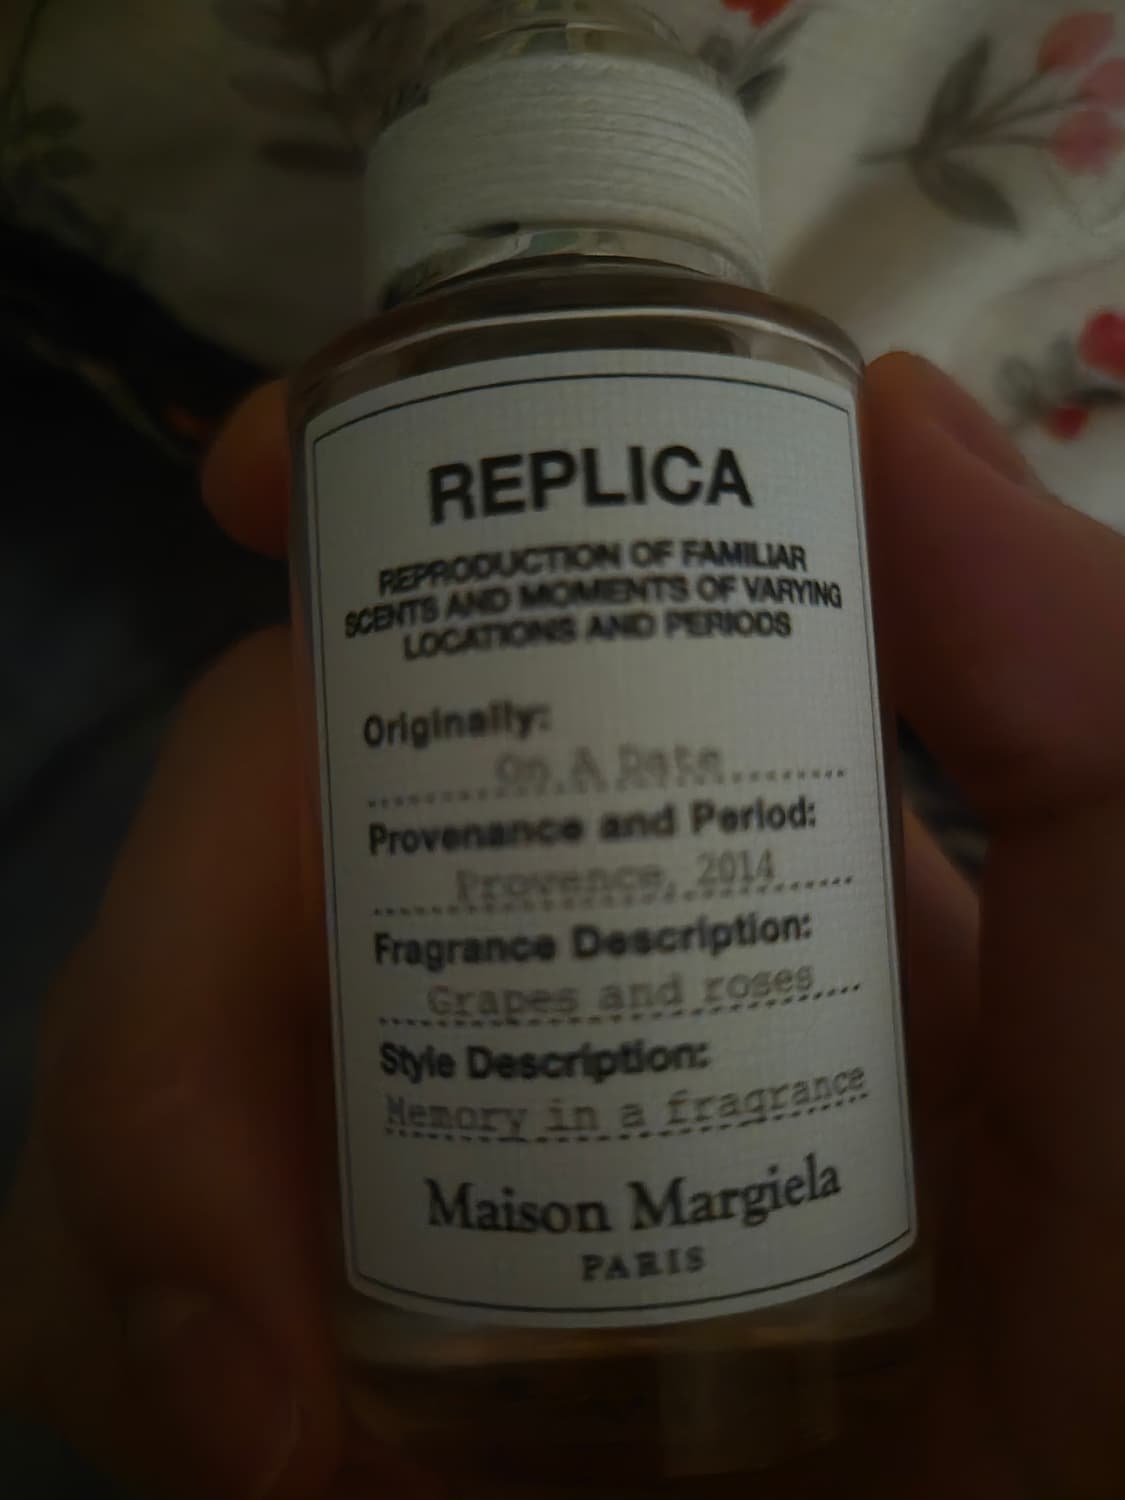 REPLICA
REPRODUCTION OF FAMILIAR
SCENTS AND MOMENTS OF VARYING
LOCATIONS AND PERIODS
Originally:
On A Date
Provenance and Period:
Provence, 2014
Fragrance Description:
Grapes and roses
Style Description:
Memory in a fragrance
Maison Margiela
PARIS